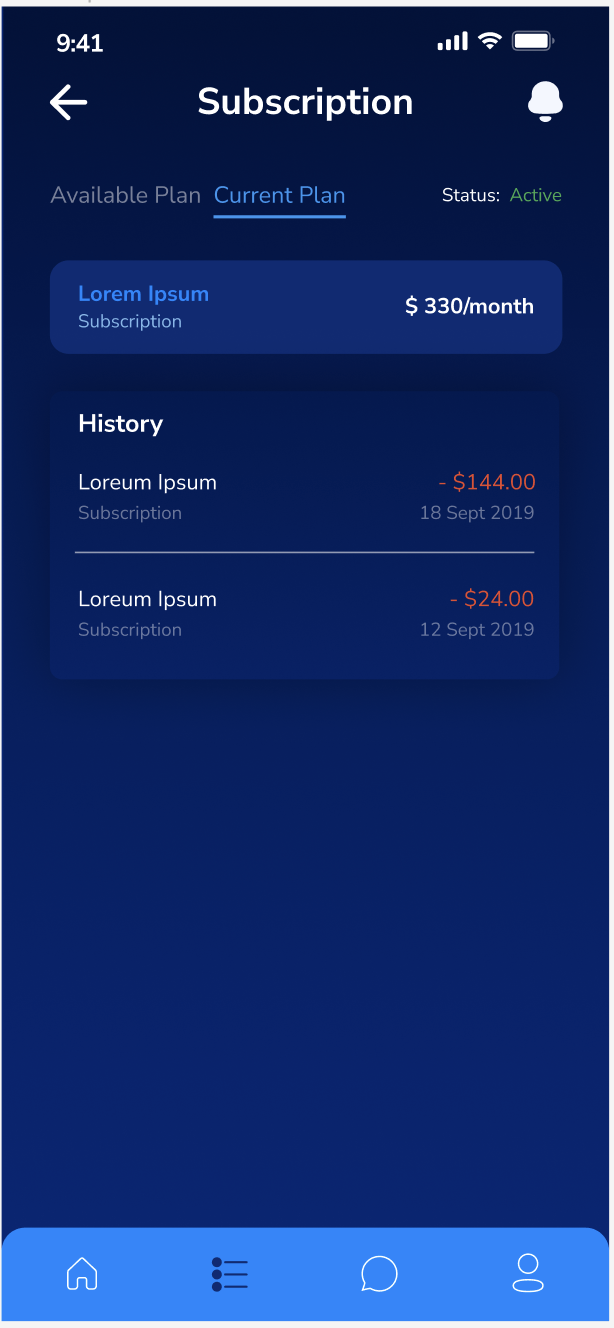 9:41
Subscription
Available Plan Current Plan Status: Active
Lorem Ipsum
Subscription
$ 330/month
History
Loreum Ipsum - $144.00
Subscription 18 Sept 2019
Loreum Ipsum - $24.00
Subscription 12 Sept 2019